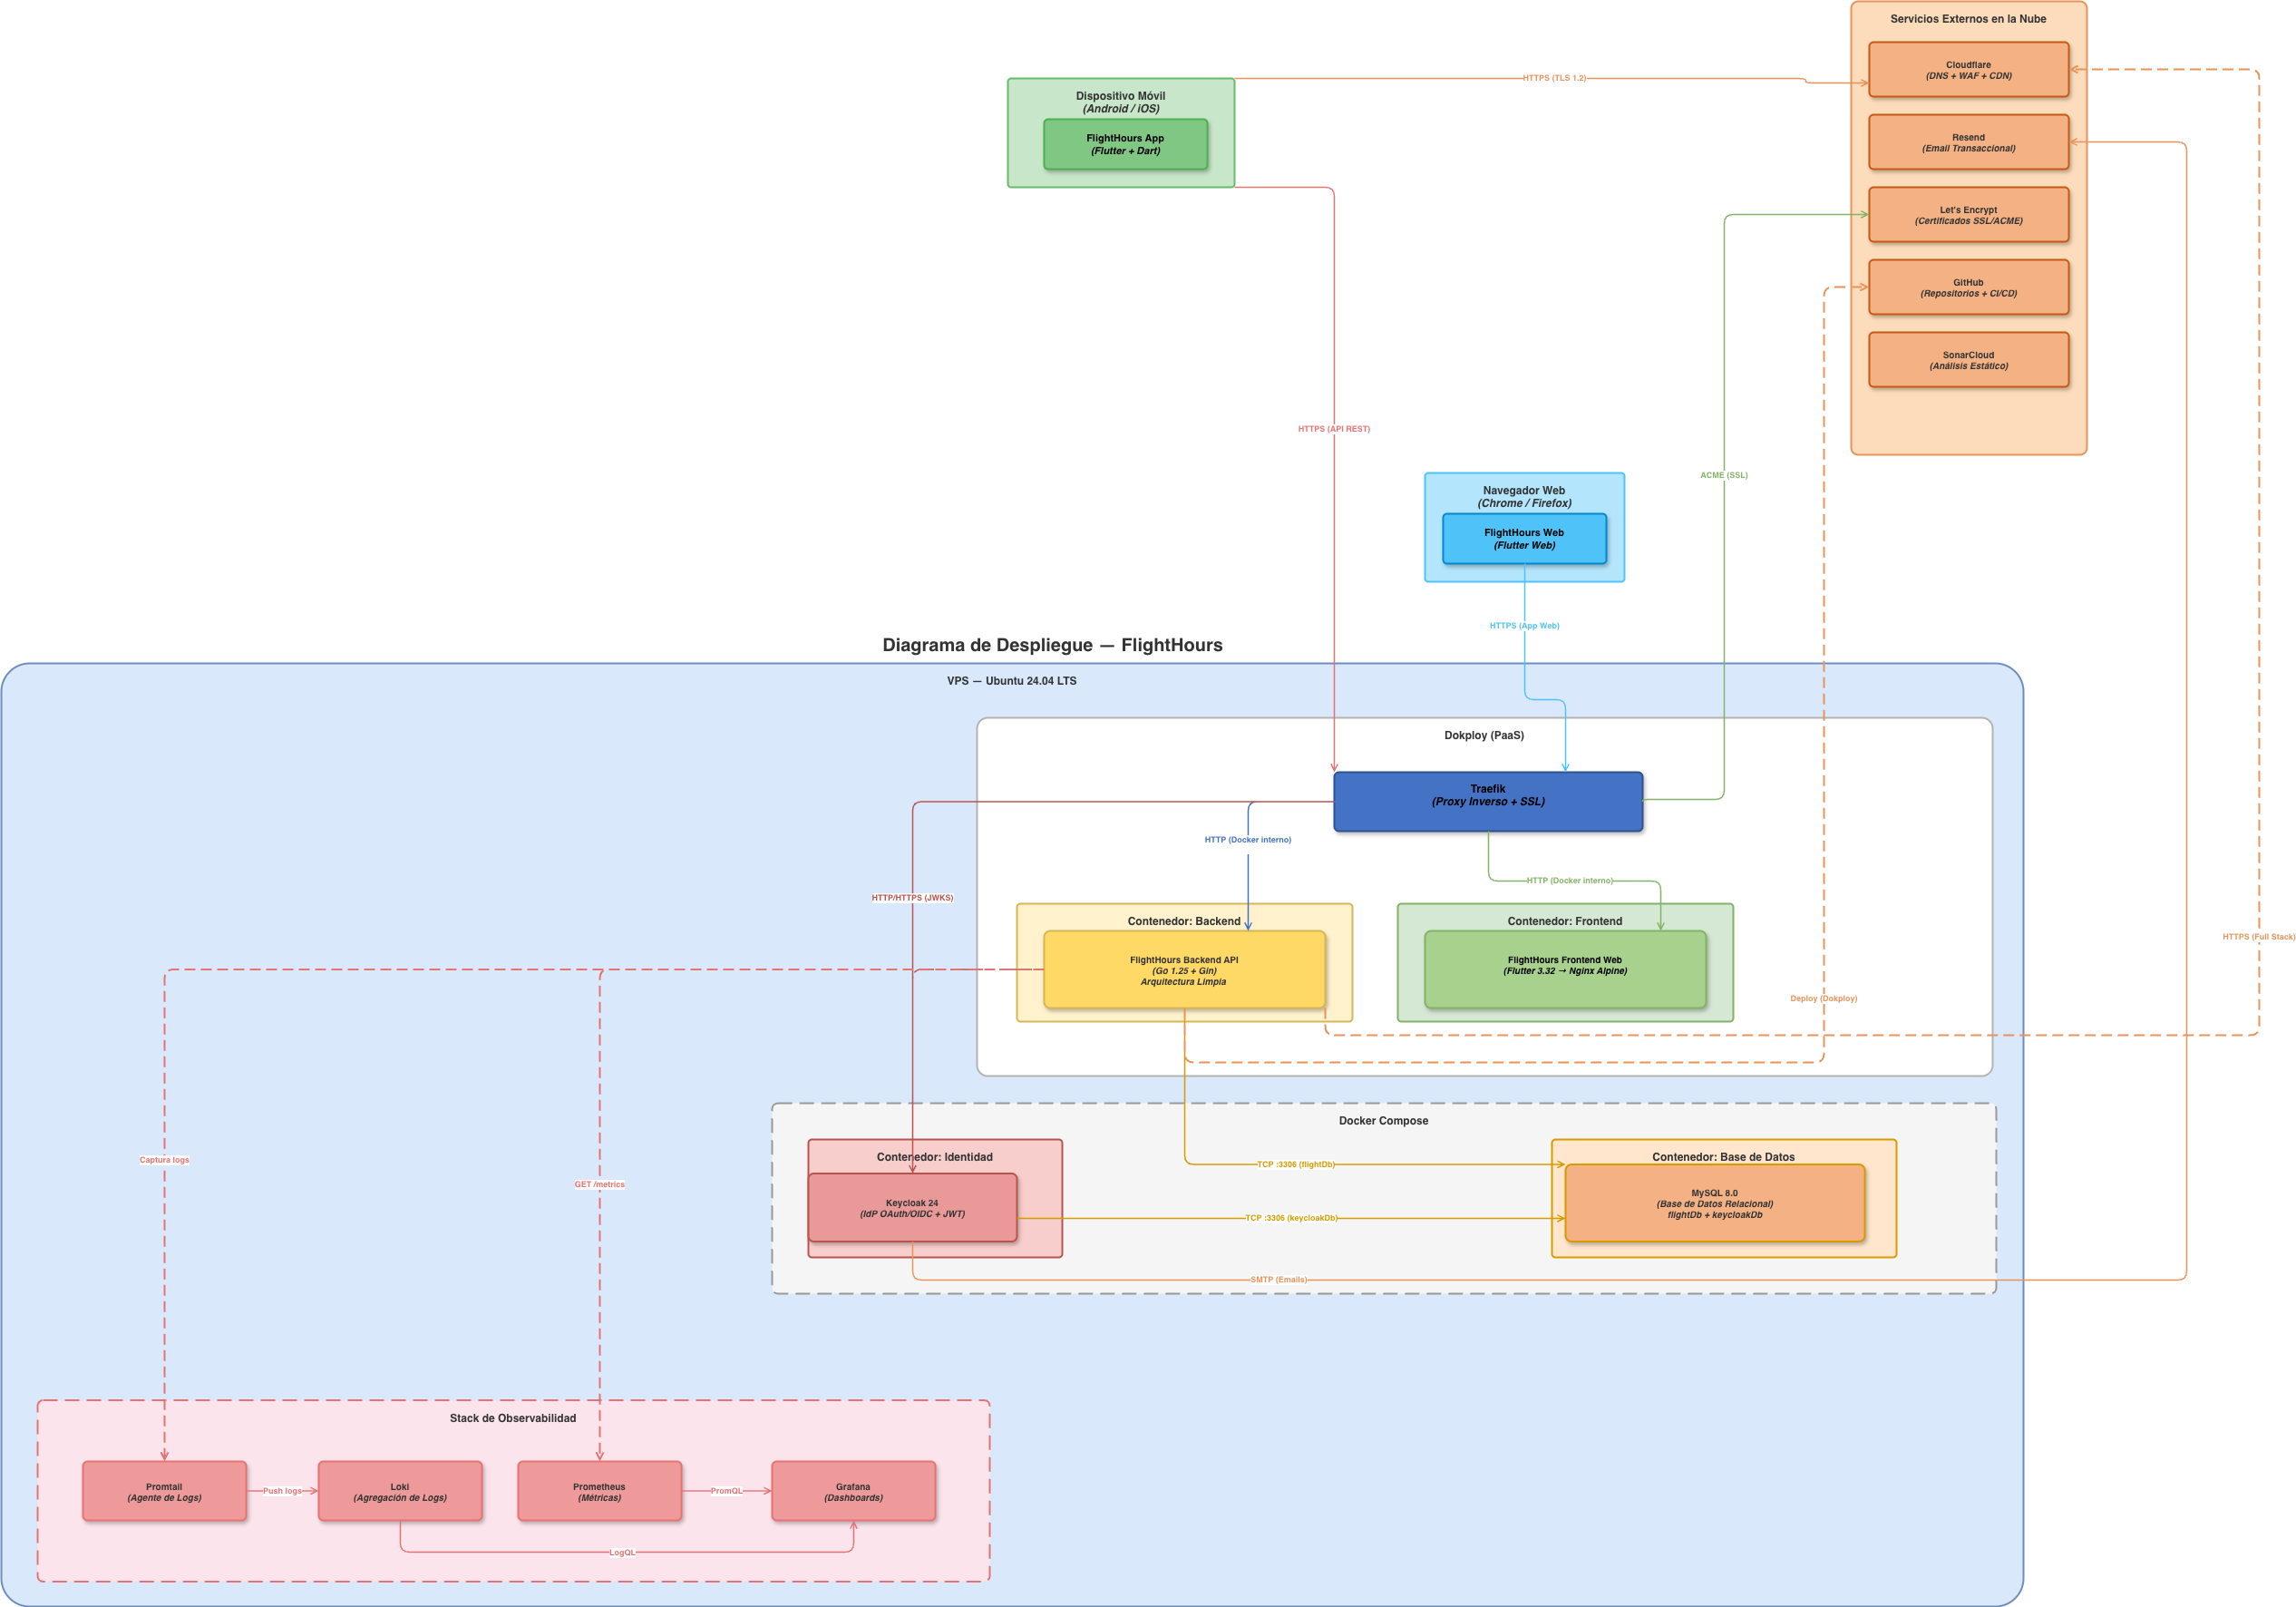 Servicios Externos en la Nube
Cloudflare
(DNS + WAF + CDN)
Resend
(Email Transaccional)
Let's Encrypt
(Certificados SSL/ACME)
GitHub
(Repositorios + CI/CD)
SonarCloud
(Análisis Estático)
HTTPS (TLS 1.2)
Dispositivo Móvil
(Android / iOS)
FlightHours App
(Flutter + Dart)
HTTPS (API REST)
ACME (SSL)
Navegador Web
(Chrome / Firefox)
FlightHours Web
(Flutter Web)
HTTPS (App Web)
Diagrama de Despliegue — FlightHours
VPS — Ubuntu 24.04 LTS
Dokploy (PaaS)
Traefik
(Proxy Inverso + SSL)
HTTP (Docker interno)
HTTP (Docker interno)
HTTP/HTTPS (JWKS)
Contenedor: Backend
FlightHours Backend API
(Go 1.25 + Gin)
Arquitectura Limpia
Contenedor: Frontend
FlightHours Frontend Web
(Flutter 3.32 → Nginx Alpine)
HTTPS (Full Stack)
Deploy (Dokploy)
Docker Compose
Contenedor: Identidad
Keycloak 24
(IdP OAuth/OIDC + JWT)
TCP :3306 (flightDb)
TCP :3306 (keycloakDb)
Contenedor: Base de Datos
MySQL 8.0
(Base de Datos Relacional)
flightDb + keycloakDb
SMTP (Emails)
Captura logs
GET /metrics
Stack de Observabilidad
Promtail
(Agente de Logs)
Push logs
Loki
(Agregación de Logs)
Prometheus
(Métricas)
PromQL
Grafana
(Dashboards)
LogQL